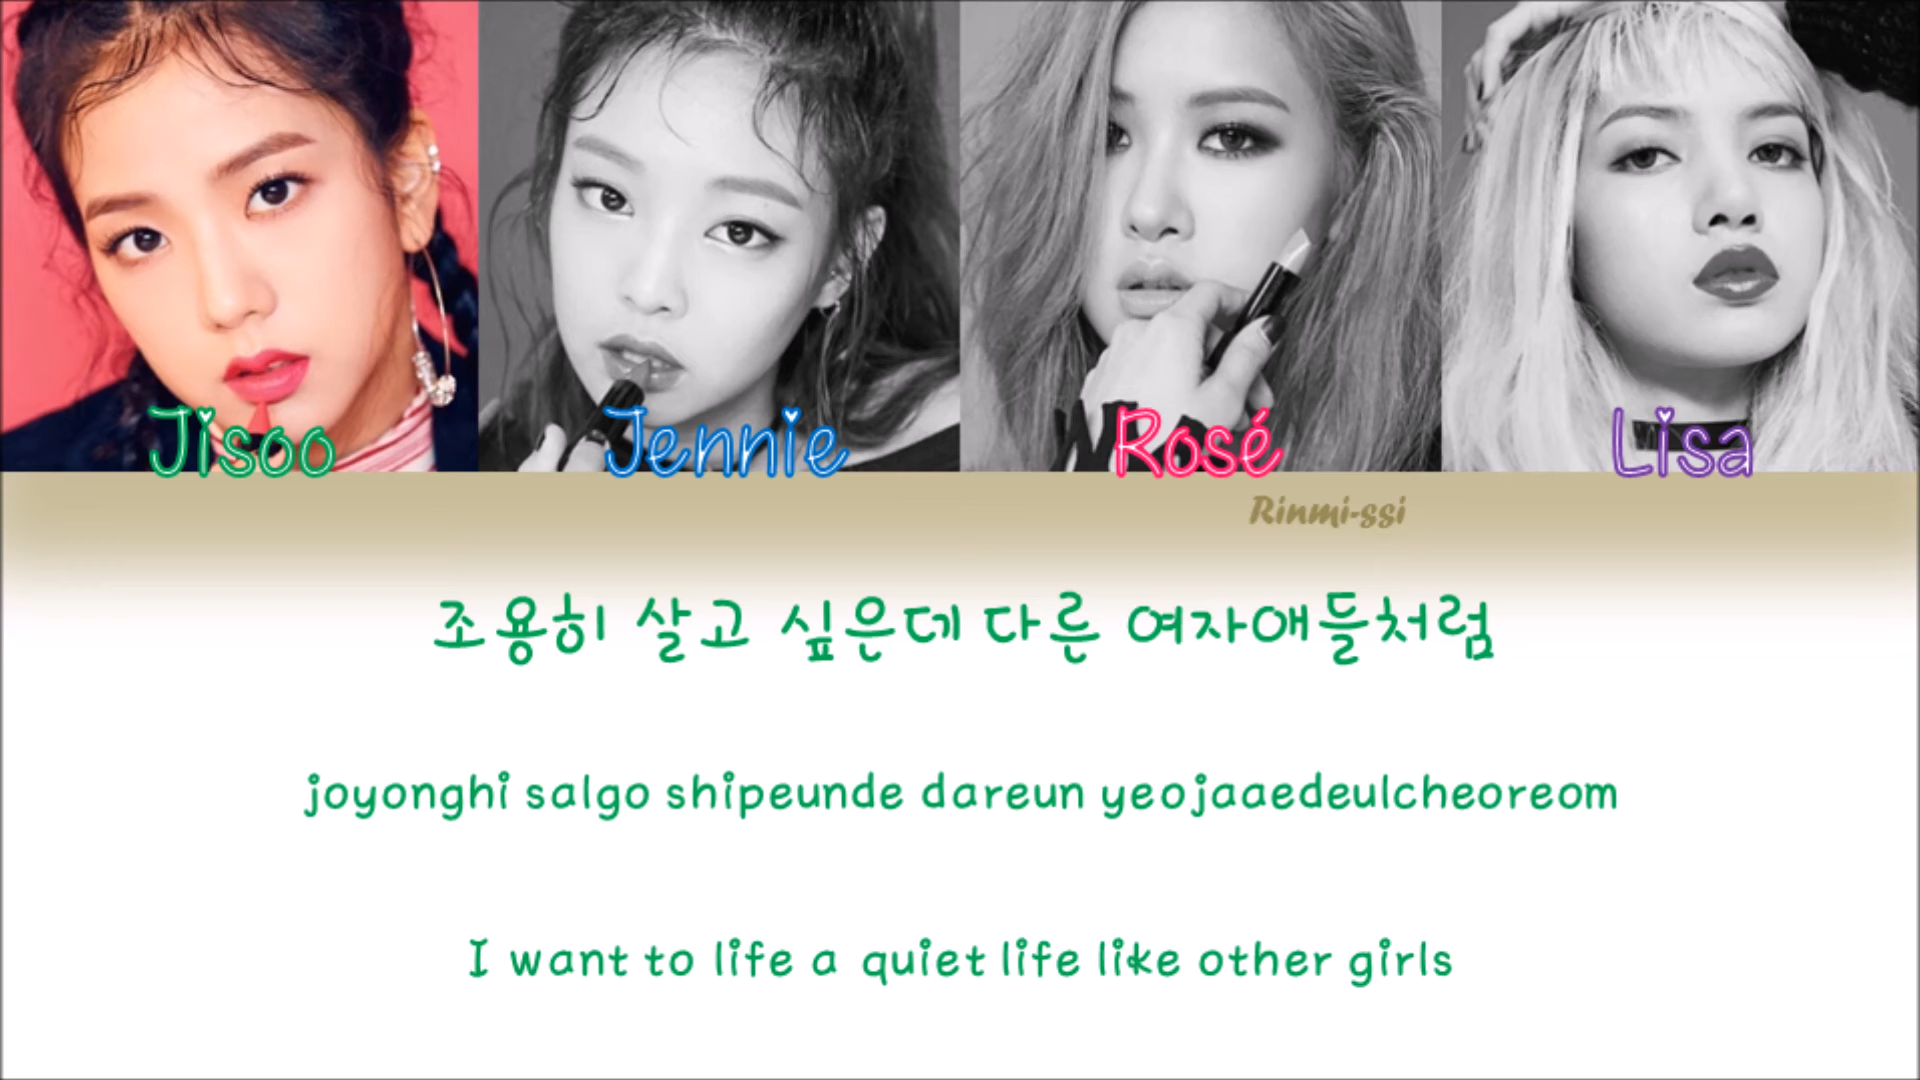 Jisoo Jennie Rosé Lisa
Rinmi-ssi
조용히 살고 싶은데 다른 여자애들처럼
joyonghi salgo shipeunde dareun yeojaaedeulcheoreom
I want to life a quiet life like other girls